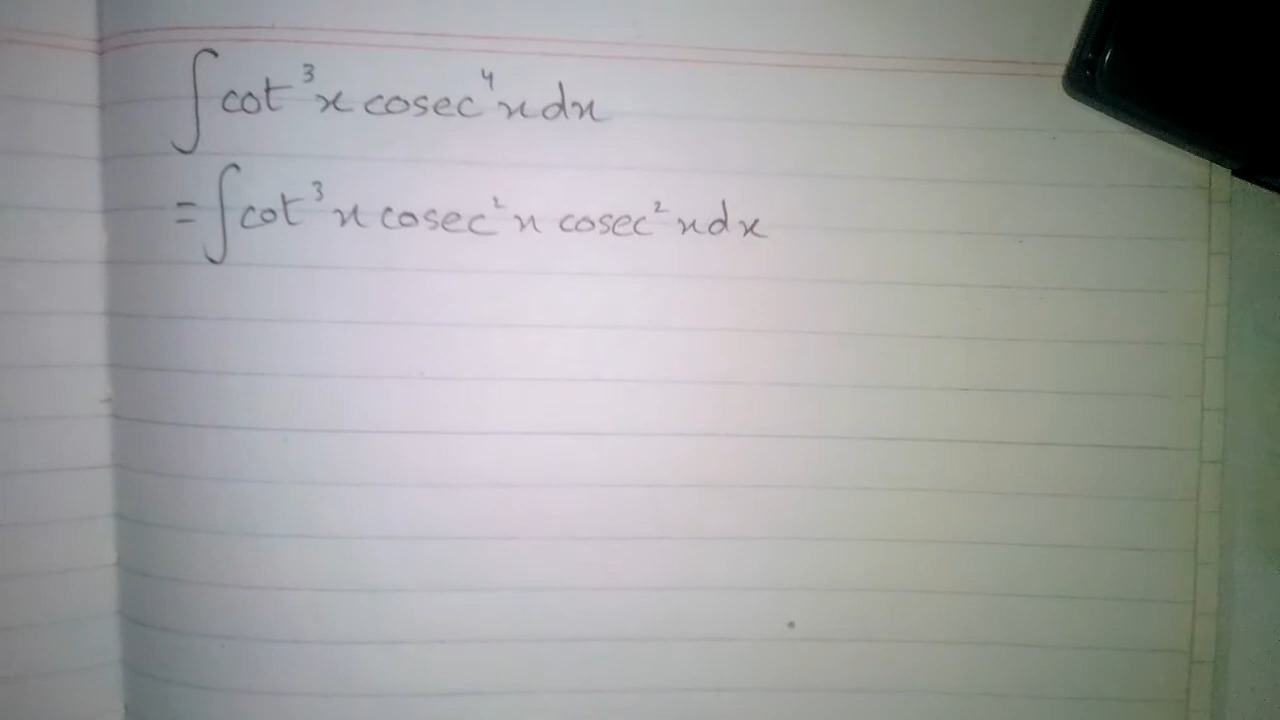 ∫cot³x cosec⁴x dx
=∫cot³x cosec²x cosec²x dx